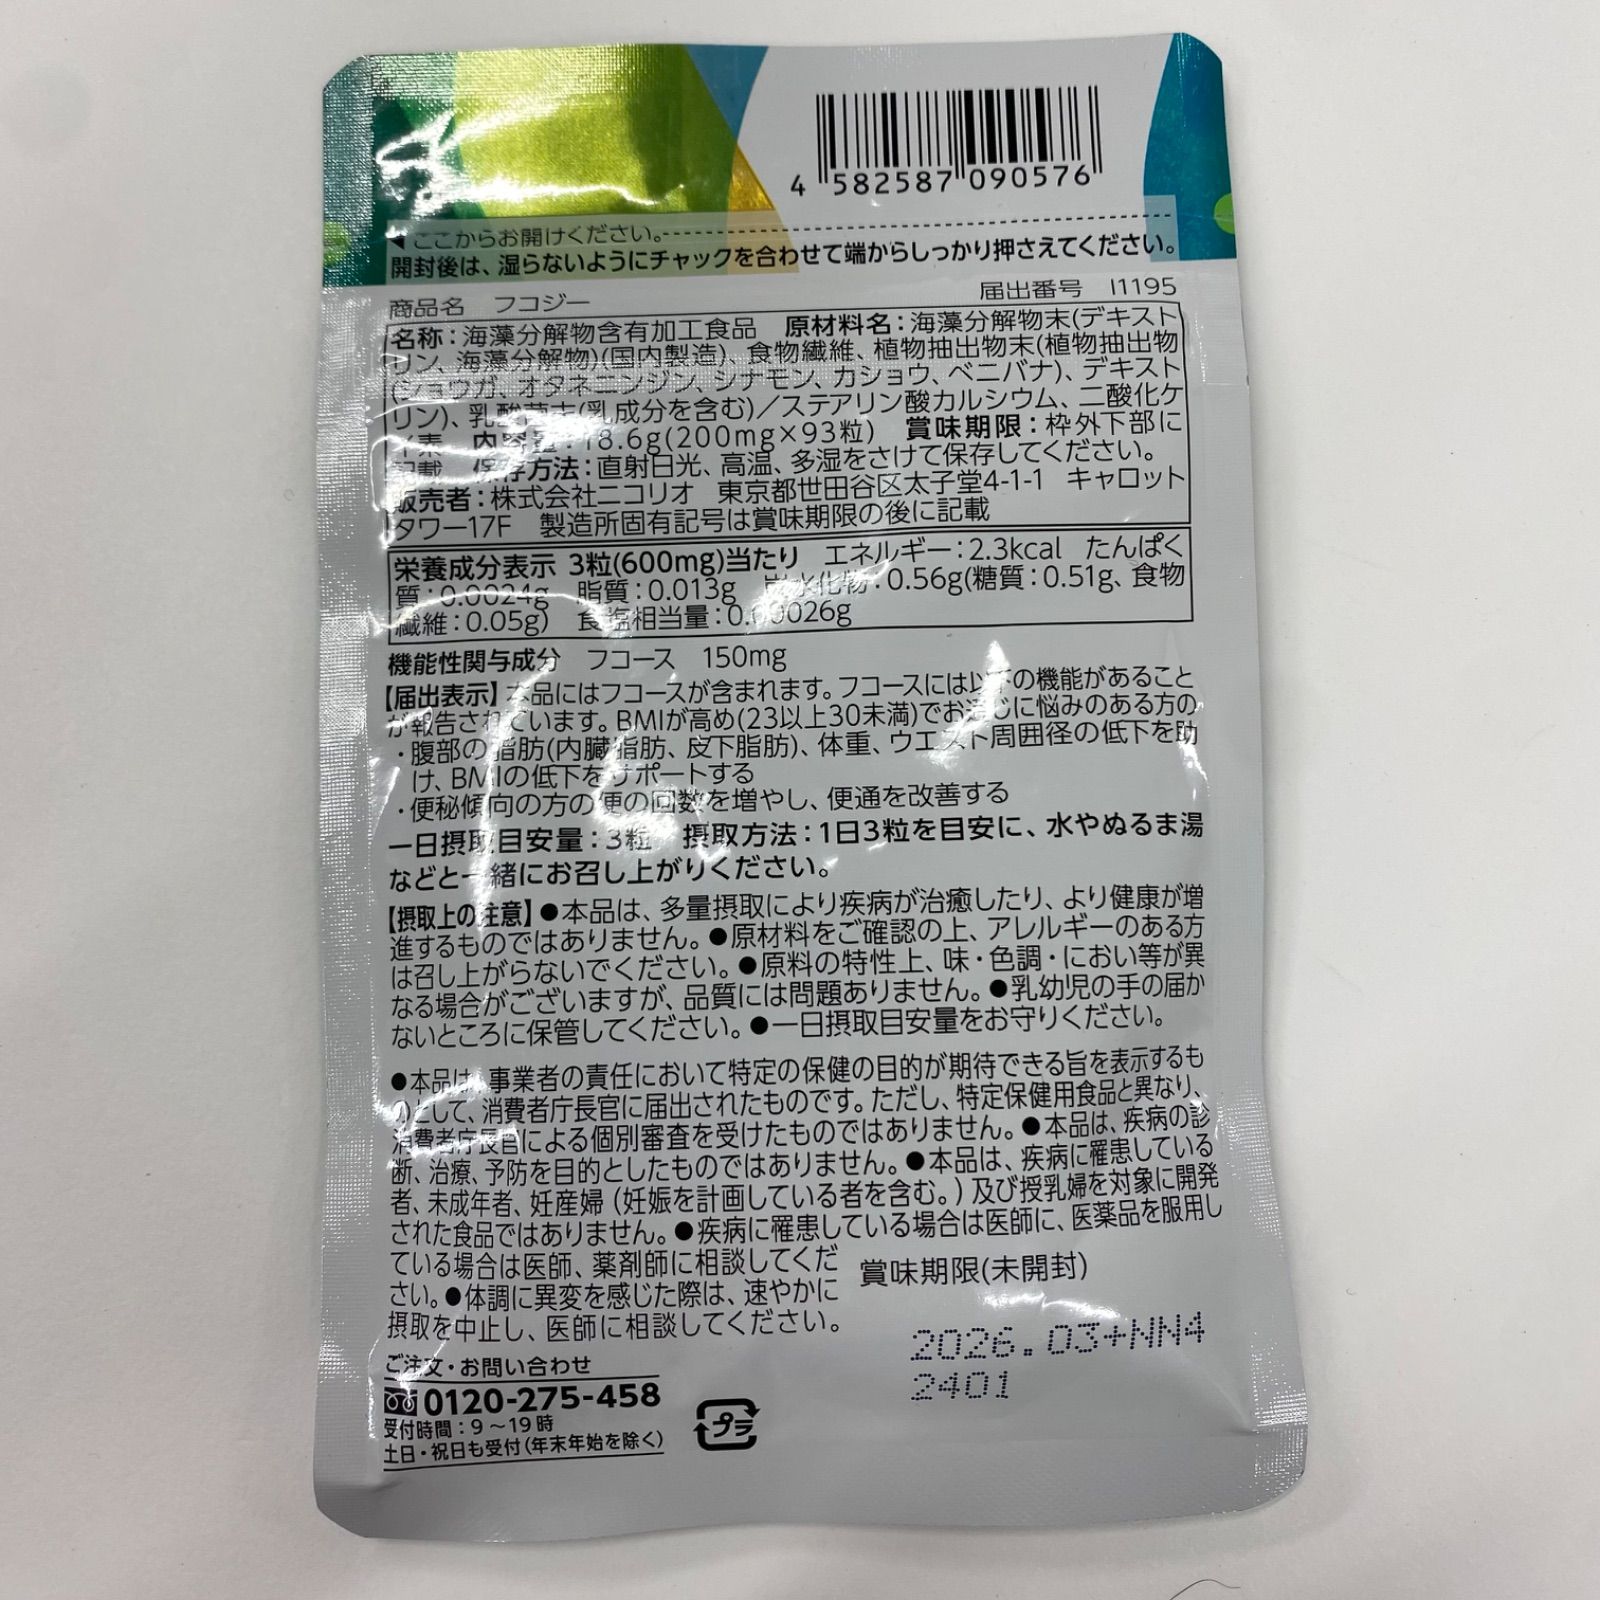 4 582587 090576
◀ここからお開けください。
開封後は、湿らないようにチャックを合わせて端からしっかり押さえてください。
商品名 フコジー 届出番号 I1195
名称：海藻分解物含有加工食品 原材料名：海藻分解物末(デキスト
リン、海藻分解物)(国内製造)、食物繊維、植物抽出物末(植物抽出物
(ショウガ、オタネニンジン、シナモン、カショウ、ベニバナ)、デキスト
リン)、乳酸菌末(乳成分を含む)／ステアリン酸カルシウム、二酸化ケ
イ素 内容量：18.6g(200mg×93粒) 賞味期限：枠外下部に
記載 保存方法：直射日光、高温、多湿をさけて保存してください。
販売者：株式会社ニコリオ 東京都世田谷区太子堂4-1-1 キャロット
タワー17F 製造所固有記号は賞味期限の後に記載
栄養成分表示 3粒(600mg)当たり エネルギー：2.3kcal たんぱく
質：0.0024g 脂質：0.013g 炭水化物：0.56g(糖質：0.51g、食物
繊維：0.05g) 食塩相当量：0.00026g
機能性関与成分 フコース 150mg
【届出表示】本品にはフコースが含まれます。フコースには以下の機能があること
が報告されています。BMIが高め(23以上30未満)でお通じに悩みのある方の
・腹部の脂肪(内臓脂肪、皮下脂肪)、体重、ウエスト周囲径の低下を助
け、BMIの低下をサポートする
・便秘傾向の方の便の回数を増やし、便通を改善する
一日摂取目安量：3粒 摂取方法：1日3粒を目安に、水やぬるま湯
などと一緒にお召し上がりください。
【摂取上の注意】●本品は、多量摂取により疾病が治癒したり、より健康が増
進するものではありません。●原材料をご確認の上、アレルギーのある方
は召し上がらないでください。●原料の特性上、味・色調・におい等が異
なる場合がございますが、品質には問題ありません。●乳幼児の手の届か
ないところに保管してください。●一日摂取目安量をお守りください。
●本品は、事業者の責任において特定の保健の目的が期待できる旨を表示するも
のとして、消費者庁長官に届出されたものです。ただし、特定保健用食品と異なり、
消費者庁長官による個別審査を受けたものではありません。●本品は、疾病の診
断、治療、予防を目的としたものではありません。●本品は、疾病に罹患している
者、未成年者、妊産婦(妊娠を計画している者を含む。)及び授乳婦を対象に開発
された食品ではありません。●疾病に罹患している場合は医師に、医薬品を服用し
ている場合は医師、薬剤師に相談してくだ
さい。●体調に異変を感じた際は、速やかに
摂取を中止し、医師に相談してください。
賞味期限(未開封)
2026.03+NN4
2401
ご注文・お問い合わせ
0120-275-458
受付時間：9～19時
土日・祝日も受付(年末年始を除く)
プラ